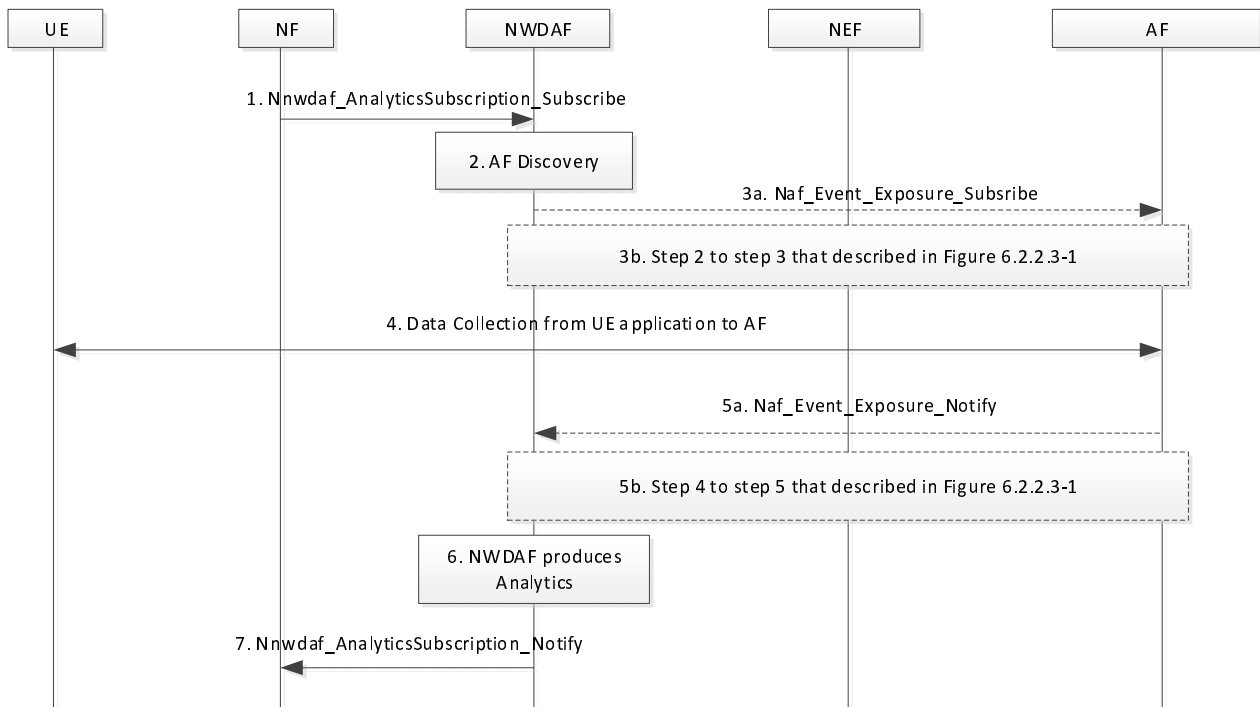 UE
NF
NWDAF
NEF
AF
1. Nnwdaf_AnalyticsSubscription_Subscribe
2. AF Discovery
3a. Naf_Event_Exposure_Subsribe
3b. Step 2 to step 3 that described in Figure 6.2.2.3-1
4. Data Collection from UE application to AF
5a. Naf_Event_Exposure_Notify
5b. Step 4 to step 5 that described in Figure 6.2.2.3-1
6. NWDAF produces
Analytics
7. Nnwdaf_AnalyticsSubscription_Notify